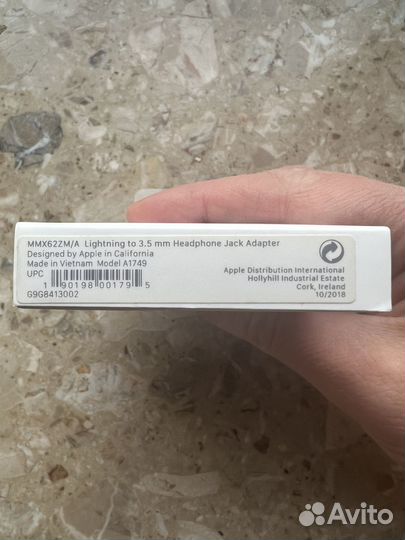 MMX62ZM/A Lightning to 3.5 mm Headphone Jack Adapter
Designed by Apple in California
Made in Vietnam Model A1749
UPC
1 90198 00179 5
G9G8413002
Apple Distribution International
Hollyhill Industrial Estate
Cork, Ireland
10/2018
Avito